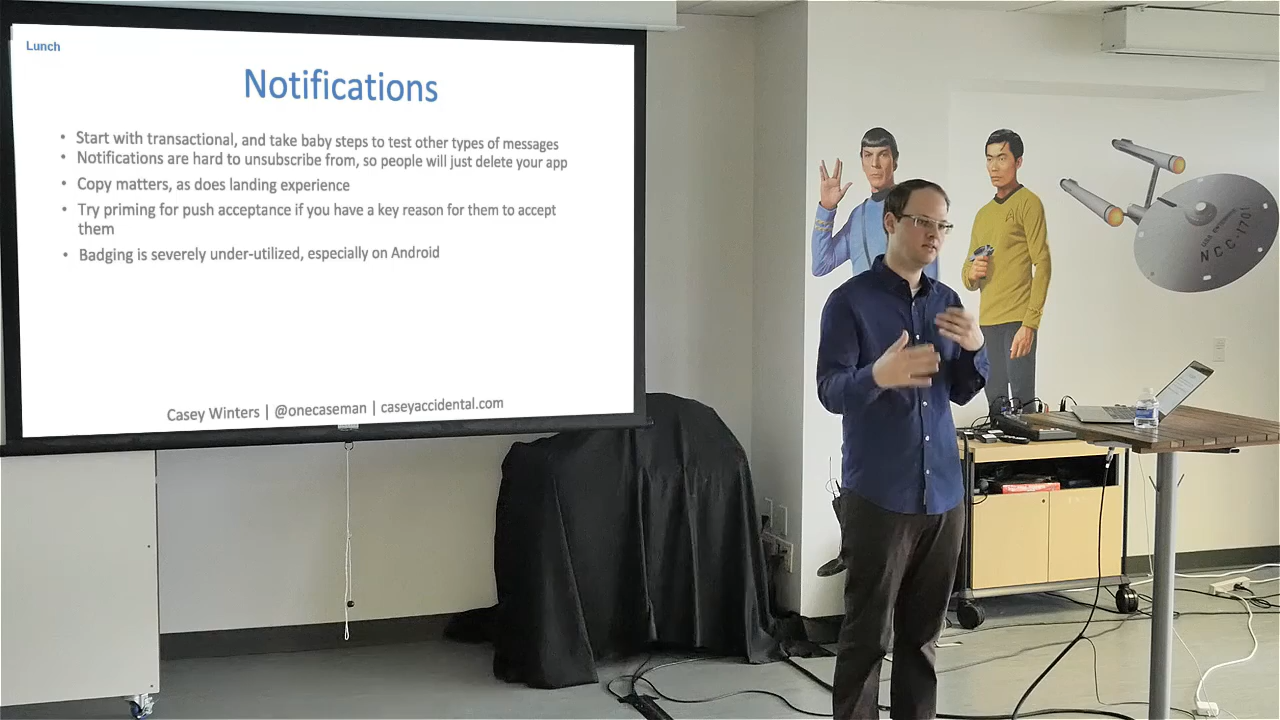 Lunch
Notifications
• Start with transactional, and take baby steps to test other types of messages
• Notifications are hard to unsubscribe from, so people will just delete your app
• Copy matters, as does landing experience
• Try priming for push acceptance if you have a key reason for them to accept
them
• Badging is severely under-utilized, especially on Android
Casey Winters | @onecaseman | caseyaccidental.com
U.S.S. ENTERPRISE
NCC-1701